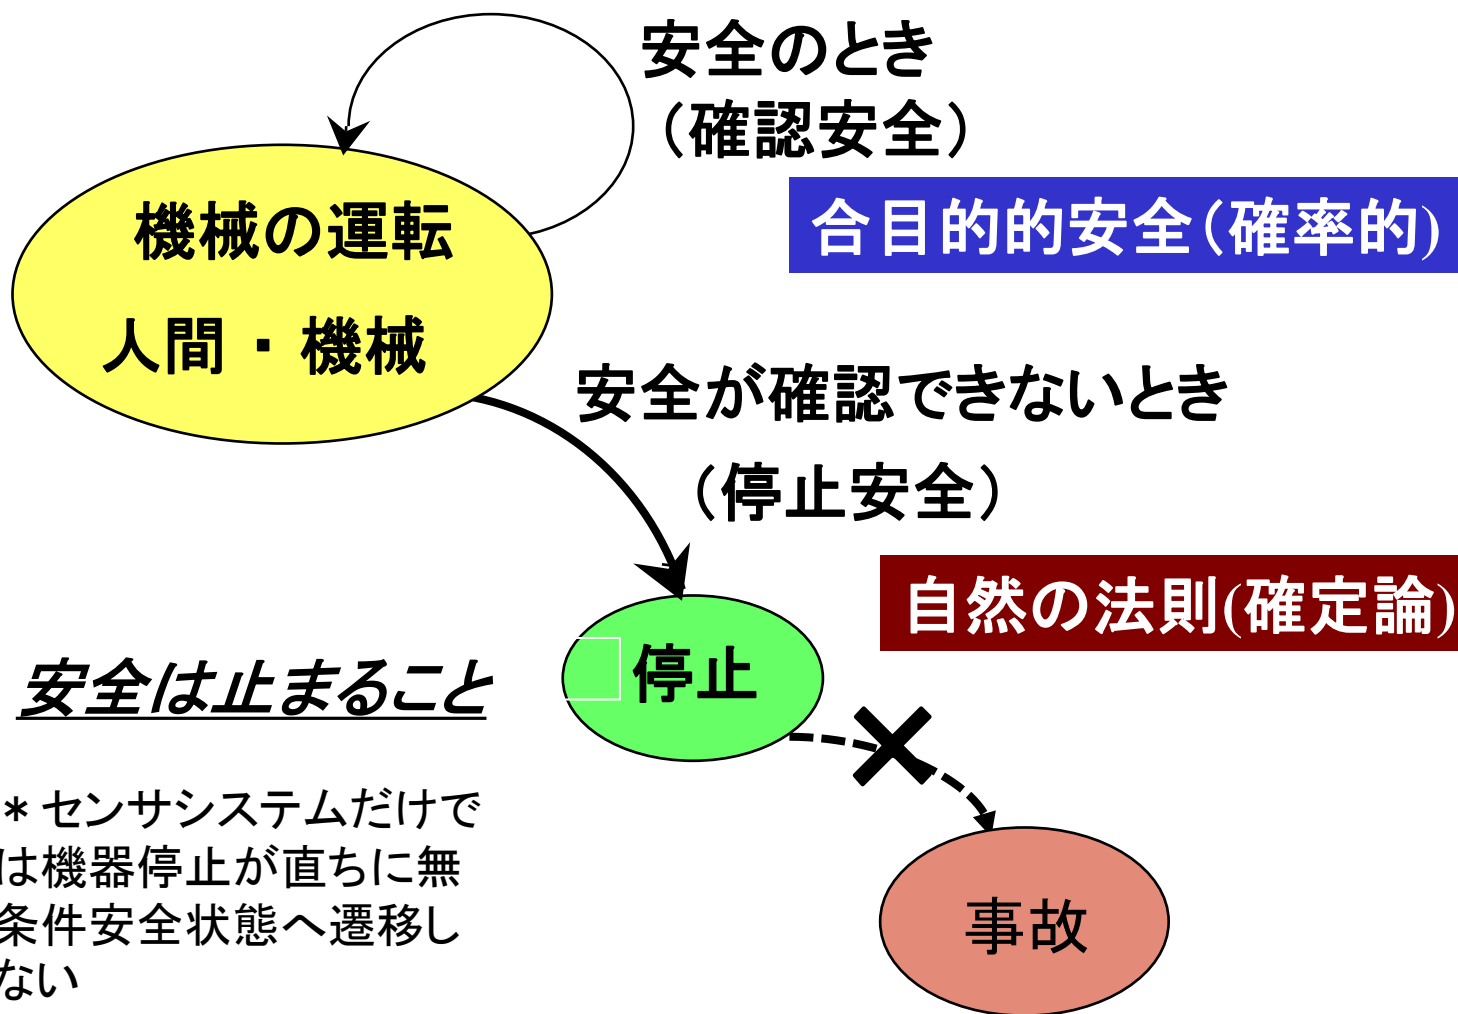 安全のとき
（確認安全）
合目的的安全（確率的)
機械の運転
人間・機械
安全が確認できないとき
（停止安全）
自然の法則(確定論)
停止
安全は止まること
＊センサシステムだけで
は機器停止が直ちに無
条件安全状態へ遷移し
ない
事故